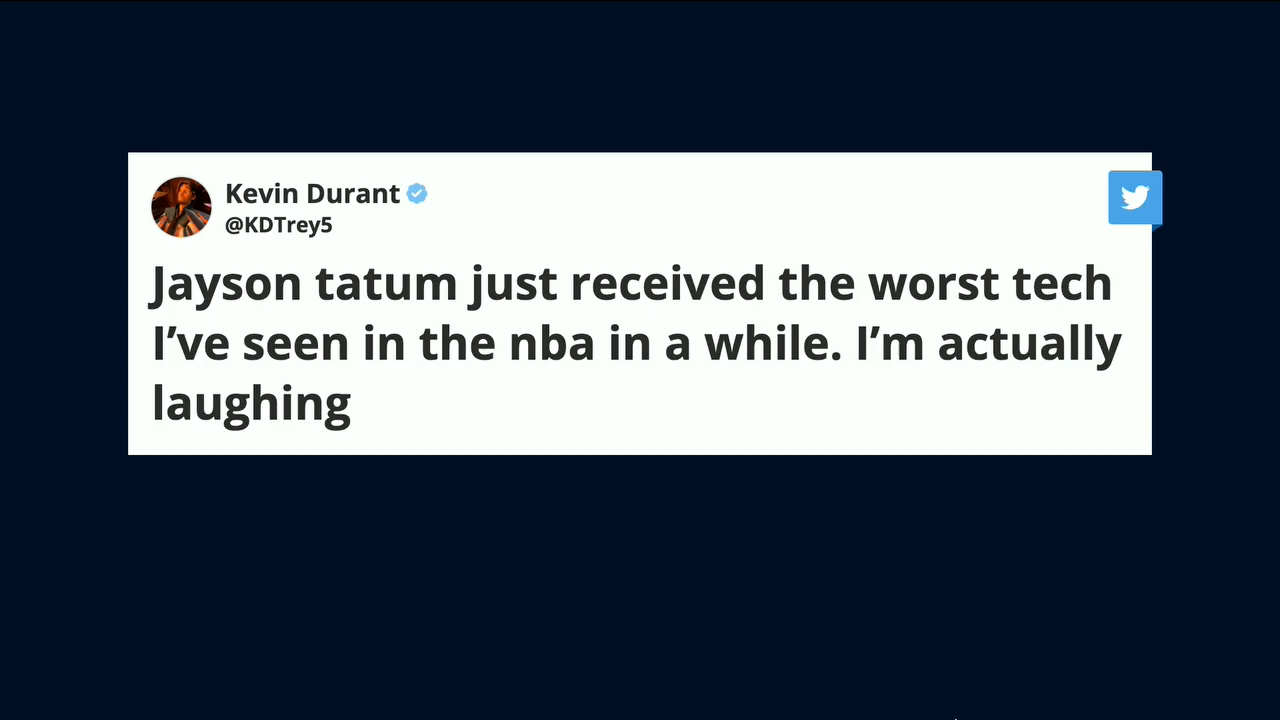 Kevin Durant
@KDTrey5
Jayson tatum just received the worst tech
I’ve seen in the nba in a while. I’m actually
laughing